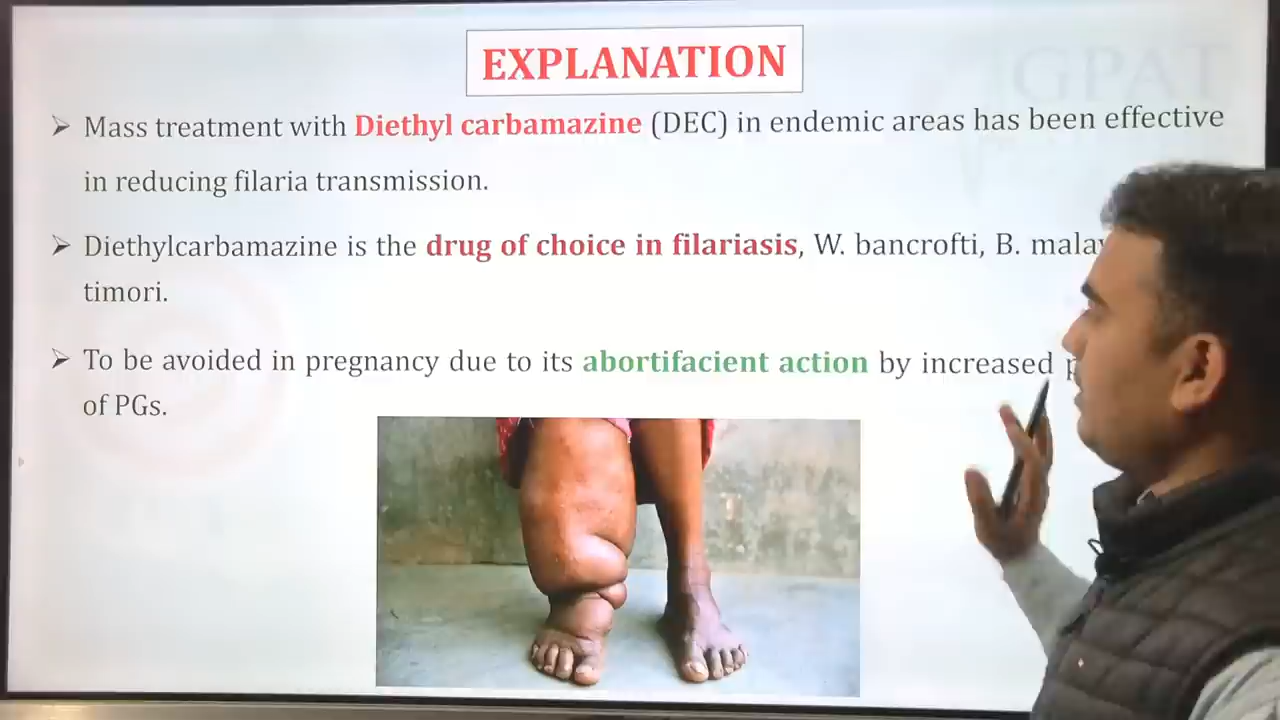 EXPLANATION
GPAT
➢ Mass treatment with Diethyl carbamazine (DEC) in endemic areas has been effective
in reducing filaria transmission.
➢ Diethylcarbamazine is the drug of choice in filariasis, W. bancrofti, B.
timori.
➢ To be avoided in pregnancy due to its abortifacient action by increased
of PGs.